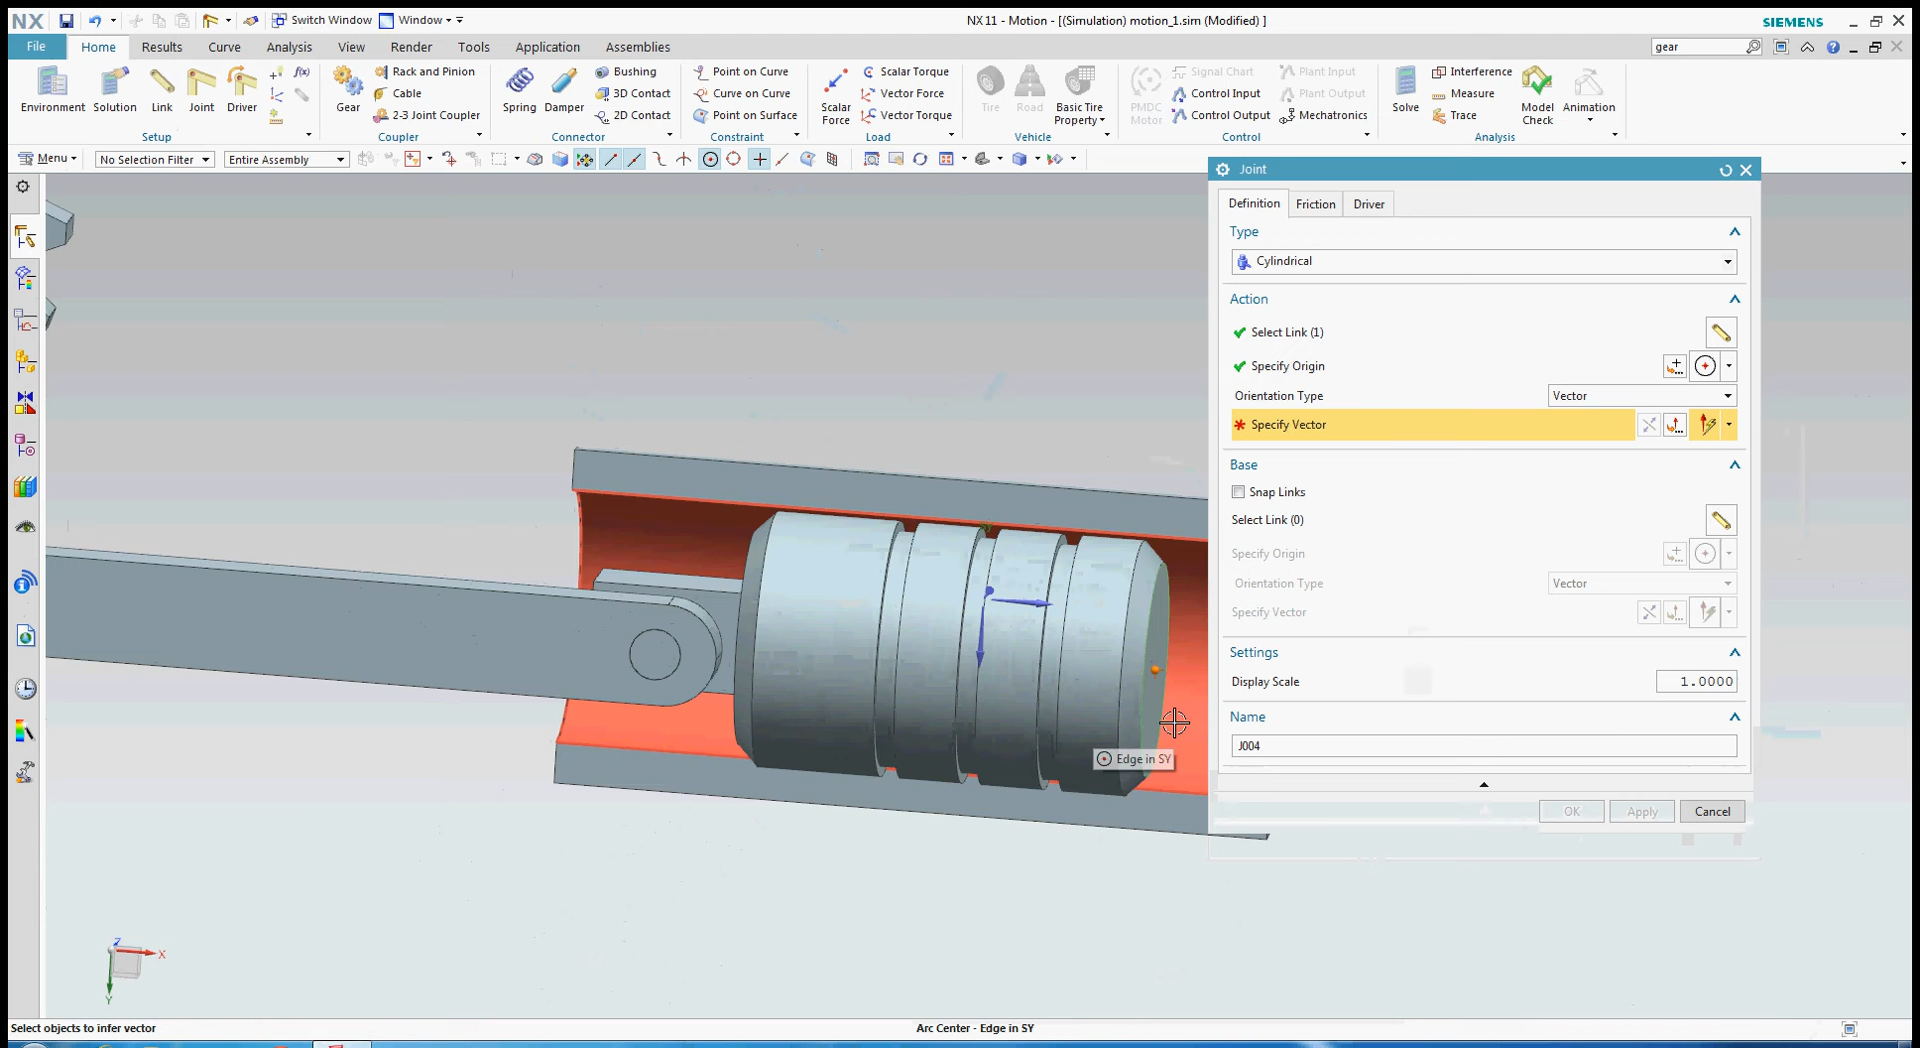 NX
Switch Window
Window
NX 11 - Motion - [(Simulation) motion_1.sim (Modified) ]
SIEMENS
File
Home
Results
Curve
Analysis
View
Render
Tools
Application
Assemblies
gear
Environment
Solution
Link
Joint
Driver
f(x)
Setup
Gear
Rack and Pinion
Cable
2-3 Joint Coupler
Coupler
Spring
Damper
Bushing
3D Contact
2D Contact
Connector
Point on Curve
Curve on Curve
Point on Surface
Constraint
Scalar
Force
Scalar Torque
Vector Force
Vector Torque
Load
Tire
Road
Basic Tire
Property
Vehicle
PMDC
Motor
Signal Chart
Control Input
Control Output
Plant Input
Plant Output
Mechatronics
Control
Solve
Interference
Measure
Trace
Model
Check
Animation
Analysis
Menu
No Selection Filter
Entire Assembly
Joint
Definition
Friction
Driver
Type
Cylindrical
Action
Select Link (1)
Specify Origin
Orientation Type
Vector
* Specify Vector
Base
Snap Links
Select Link (0)
Specify Origin
Orientation Type
Vector
Specify Vector
Settings
Display Scale
1.0000
Name
J004
OK
Apply
Cancel
Edge in SY
Z
X
Y
Select objects to infer vector
Arc Center - Edge in SY